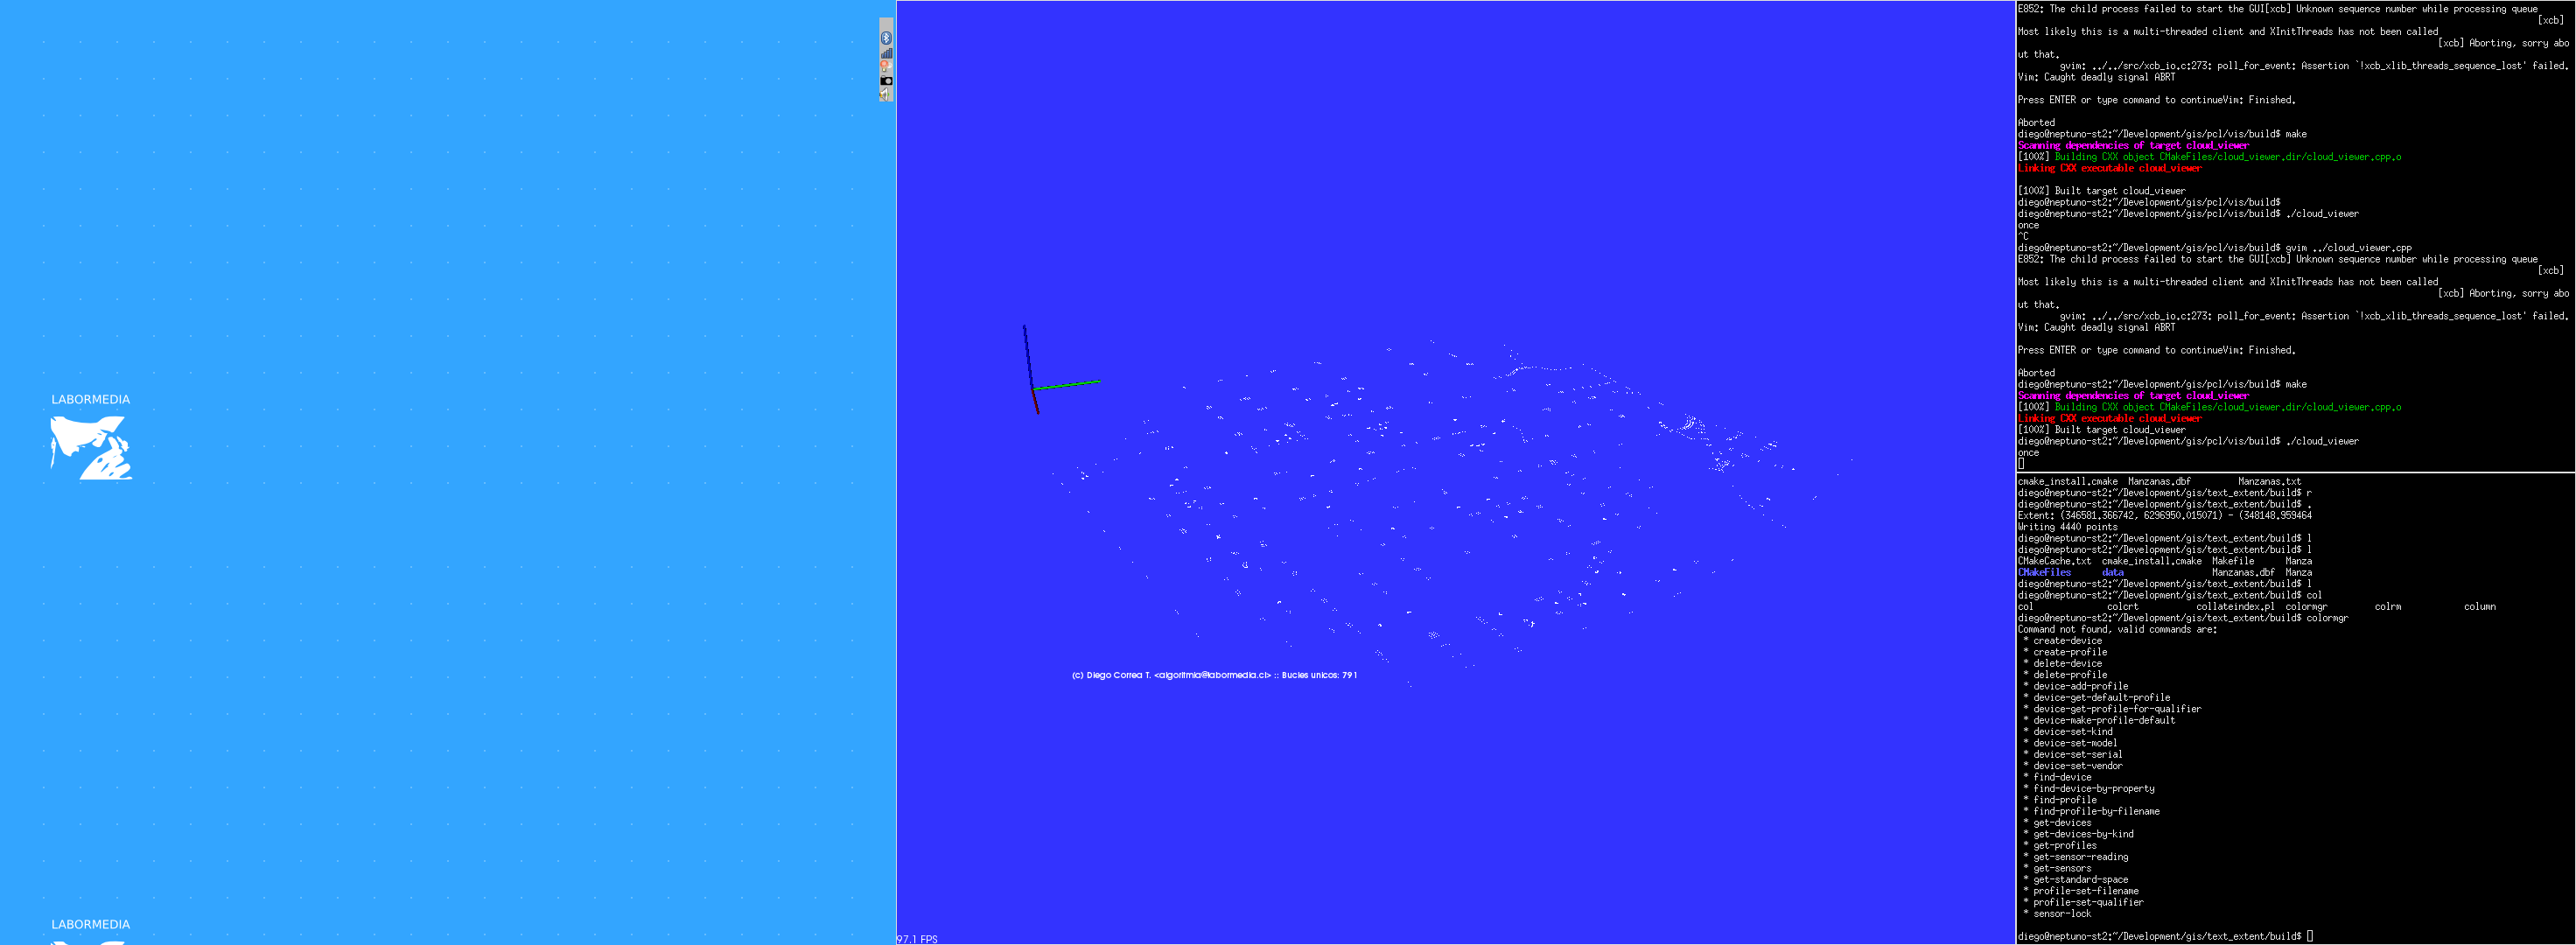 LABORMEDIA
LABORMEDIA
(c) Diego Correa T. <algoritmia@labormedia.cl> :: Bucles unicos: 791
97.1 FPS
E852: The child process failed to start the GUI[xcb] Unknown sequence number while processing queue
[xcb]
Most likely this is a multi-threaded client and XInitThreads has not been called
[xcb] Aborting, sorry abo
ut that.
gvim: ../../src/xcb_io.c:273: poll_for_event: Assertion `!xcb_xlib_threads_sequence_lost' failed.
Vim: Caught deadly signal ABRT
Press ENTER or type command to continueVim: Finished.
Aborted
diego@neptuno-st2:~/Development/gis/pcl/vis/build$ make
Scanning dependencies of target cloud_viewer
[100%] Building CXX object CMakeFiles/cloud_viewer.dir/cloud_viewer.cpp.o
Linking CXX executable cloud_viewer
[100%] Built target cloud_viewer
diego@neptuno-st2:~/Development/gis/pcl/vis/build$
diego@neptuno-st2:~/Development/gis/pcl/vis/build$ ./cloud_viewer
once
^C
diego@neptuno-st2:~/Development/gis/pcl/vis/build$ gvim ../cloud_viewer.cpp
E852: The child process failed to start the GUI[xcb] Unknown sequence number while processing queue
[xcb]
Most likely this is a multi-threaded client and XInitThreads has not been called
[xcb] Aborting, sorry abo
ut that.
gvim: ../../src/xcb_io.c:273: poll_for_event: Assertion `!xcb_xlib_threads_sequence_lost' failed.
Vim: Caught deadly signal ABRT
Press ENTER or type command to continueVim: Finished.
Aborted
diego@neptuno-st2:~/Development/gis/pcl/vis/build$ make
Scanning dependencies of target cloud_viewer
[100%] Building CXX object CMakeFiles/cloud_viewer.dir/cloud_viewer.cpp.o
Linking CXX executable cloud_viewer
[100%] Built target cloud_viewer
diego@neptuno-st2:~/Development/gis/pcl/vis/build$ ./cloud_viewer
once
cmake_install.cmake Manzanas.dbf Manzanas.txt
diego@neptuno-st2:~/Development/gis/text_extent/build$ r
diego@neptuno-st2:~/Development/gis/text_extent/build$ .
Extent: (346581.366742, 6296950.015071) - (348148.959464
Writing 4440 points
diego@neptuno-st2:~/Development/gis/text_extent/build$ l
diego@neptuno-st2:~/Development/gis/text_extent/build$ l
CMakeCache.txt cmake_install.cmake Makefile Manza
CMakeFiles data Manzanas.dbf Manza
diego@neptuno-st2:~/Development/gis/text_extent/build$ l
diego@neptuno-st2:~/Development/gis/text_extent/build$ col
col colcrt collateindex.pl colormgr colrm column
diego@neptuno-st2:~/Development/gis/text_extent/build$ colormgr
Command not found, valid commands are:
* create-device
* create-profile
* delete-device
* delete-profile
* device-add-profile
* device-get-default-profile
* device-get-profile-for-qualifier
* device-make-profile-default
* device-set-kind
* device-set-model
* device-set-serial
* device-set-vendor
* find-device
* find-device-by-property
* find-profile
* find-profile-by-filename
* get-devices
* get-devices-by-kind
* get-profiles
* get-sensor-reading
* get-sensors
* get-standard-space
* profile-set-filename
* profile-set-qualifier
* sensor-lock
diego@neptuno-st2:~/Development/gis/text_extent/build$